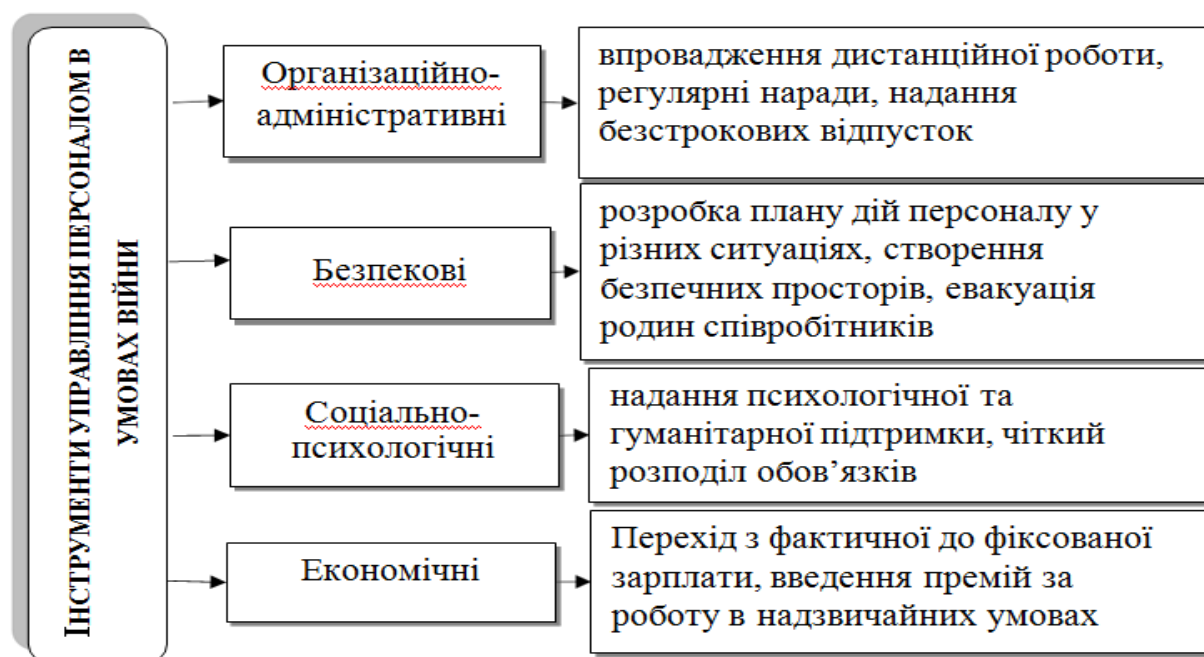 ІНСТРУМЕНТИ УПРАВЛІННЯ ПЕРСОНАЛОМ В
УМОВАХ ВІЙНИ
Організаційно-
адміністративні
впровадження дистанційної роботи,
регулярні наради, надання
безстрокових відпусток
Безпекові
розробка плану дій персоналу у
різних ситуаціях, створення
безпечних просторів, евакуація
родин співробітників
Соціально-
психологічні
надання психологічної та
гуманітарної підтримки, чіткий
розподіл обов’язків
Економічні
Перехід з фактичної до фіксованої
зарплати, введення премій за
роботу в надзвичайних умовах